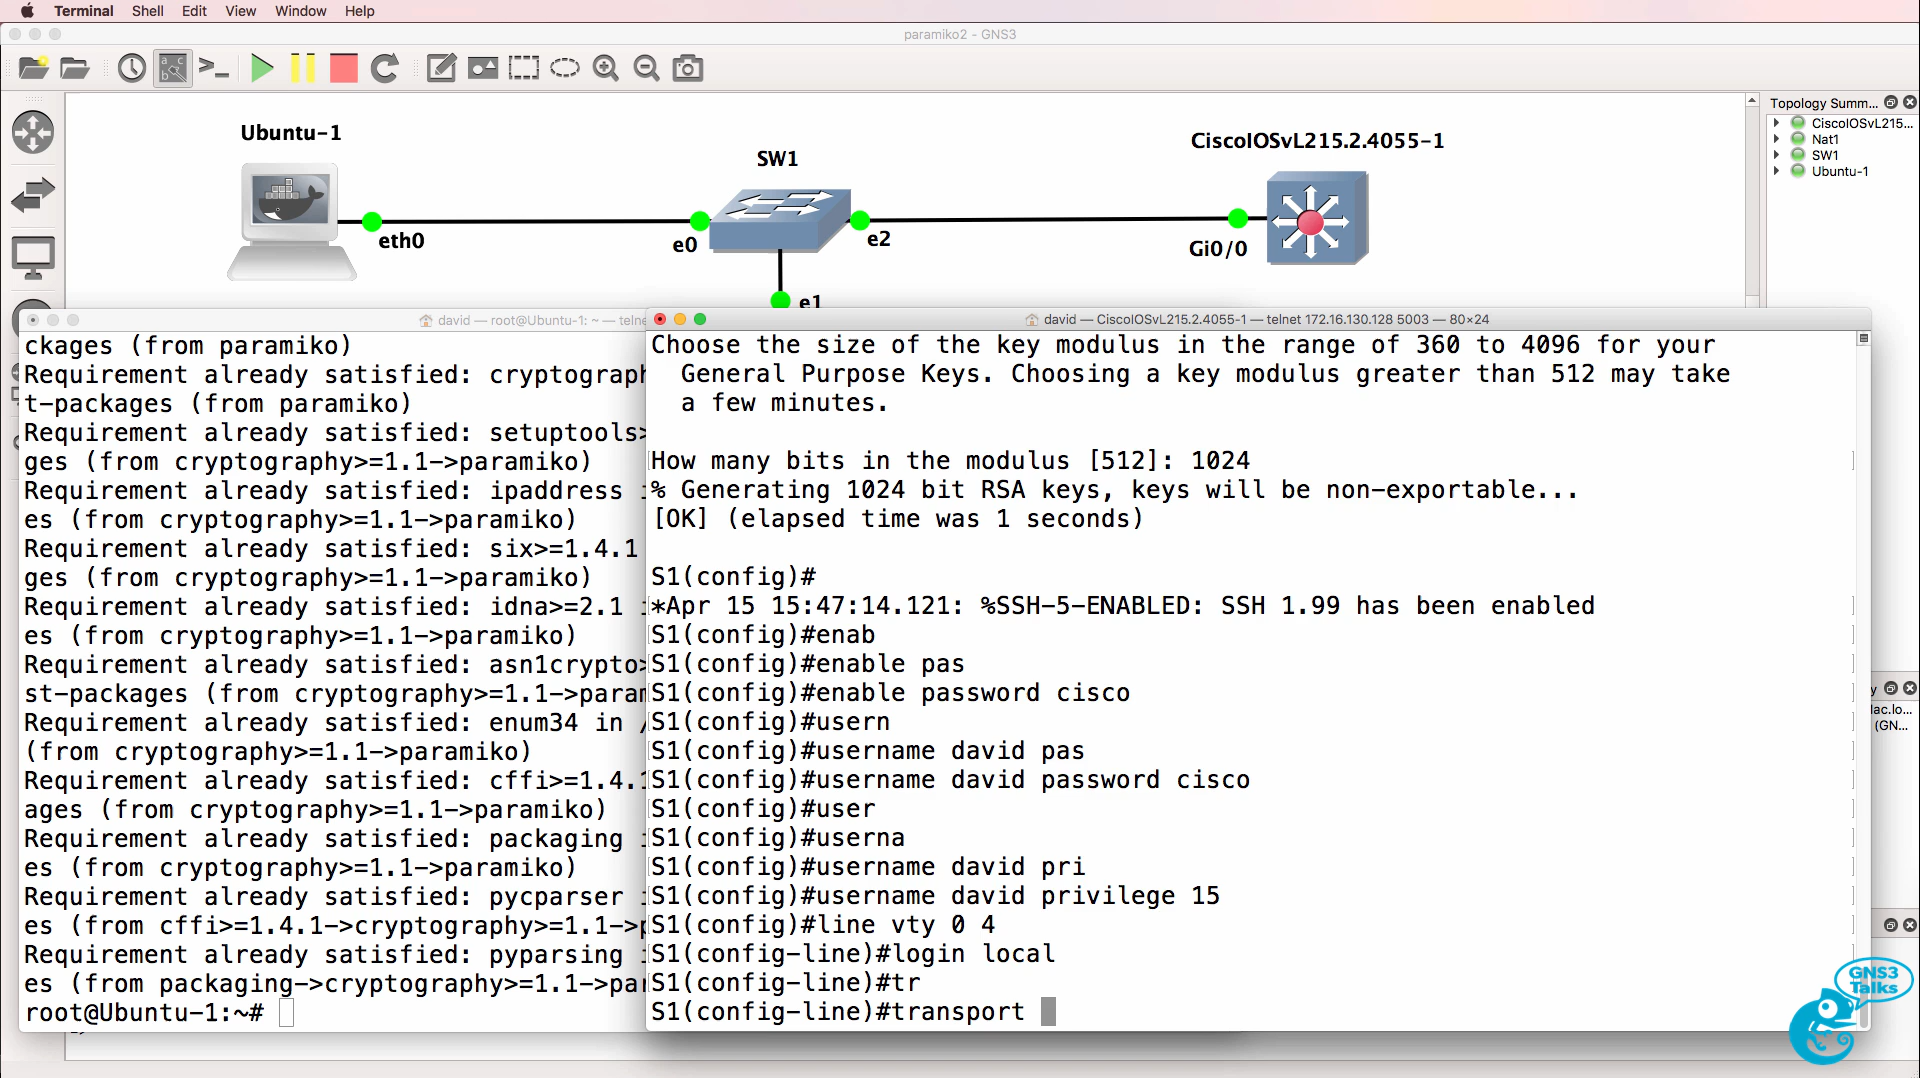 Terminal Shell Edit View Window Help
paramiko2 - GNS3
Topology Summ...
CiscoIOSvL215...
Nat1
SW1
Ubuntu-1
Ubuntu-1
SW1
CiscoIOSvL215.2.4055-1
eth0
e0
e2
Gi0/0
e1
david — root@Ubuntu-1: ~ — telne
ckages (from paramiko)
Requirement already satisfied: cryptograph
t-packages (from paramiko)
Requirement already satisfied: setuptools>
ges (from cryptography>=1.1->paramiko)
Requirement already satisfied: ipaddress i
es (from cryptography>=1.1->paramiko)
Requirement already satisfied: six>=1.4.1
ges (from cryptography>=1.1->paramiko)
Requirement already satisfied: idna>=2.1 i
es (from cryptography>=1.1->paramiko)
Requirement already satisfied: asn1crypto>
st-packages (from cryptography>=1.1->param
Requirement already satisfied: enum34 in /
(from cryptography>=1.1->paramiko)
Requirement already satisfied: cffi>=1.4.1
ages (from cryptography>=1.1->paramiko)
Requirement already satisfied: packaging i
es (from cryptography>=1.1->paramiko)
Requirement already satisfied: pycparser i
es (from cffi>=1.4.1->cryptography>=1.1->p
Requirement already satisfied: pyparsing i
es (from packaging->cryptography>=1.1->par
root@Ubuntu-1:~#
david — CiscoIOSvL215.2.4055-1 — telnet 172.16.130.128 5003 — 80×24
Choose the size of the key modulus in the range of 360 to 4096 for your
General Purpose Keys. Choosing a key modulus greater than 512 may take
a few minutes.
How many bits in the modulus [512]: 1024
% Generating 1024 bit RSA keys, keys will be non-exportable...
[OK] (elapsed time was 1 seconds)
S1(config)#
*Apr 15 15:47:14.121: %SSH-5-ENABLED: SSH 1.99 has been enabled
S1(config)#enab
S1(config)#enable pas
S1(config)#enable password cisco
S1(config)#usern
S1(config)#username david pas
S1(config)#username david password cisco
S1(config)#user
S1(config)#userna
S1(config)#username david pri
S1(config)#username david privilege 15
S1(config)#line vty 0 4
S1(config-line)#login local
S1(config-line)#tr
S1(config-line)#transport
y
lac.lo...
(GN...
GNS3
Talks